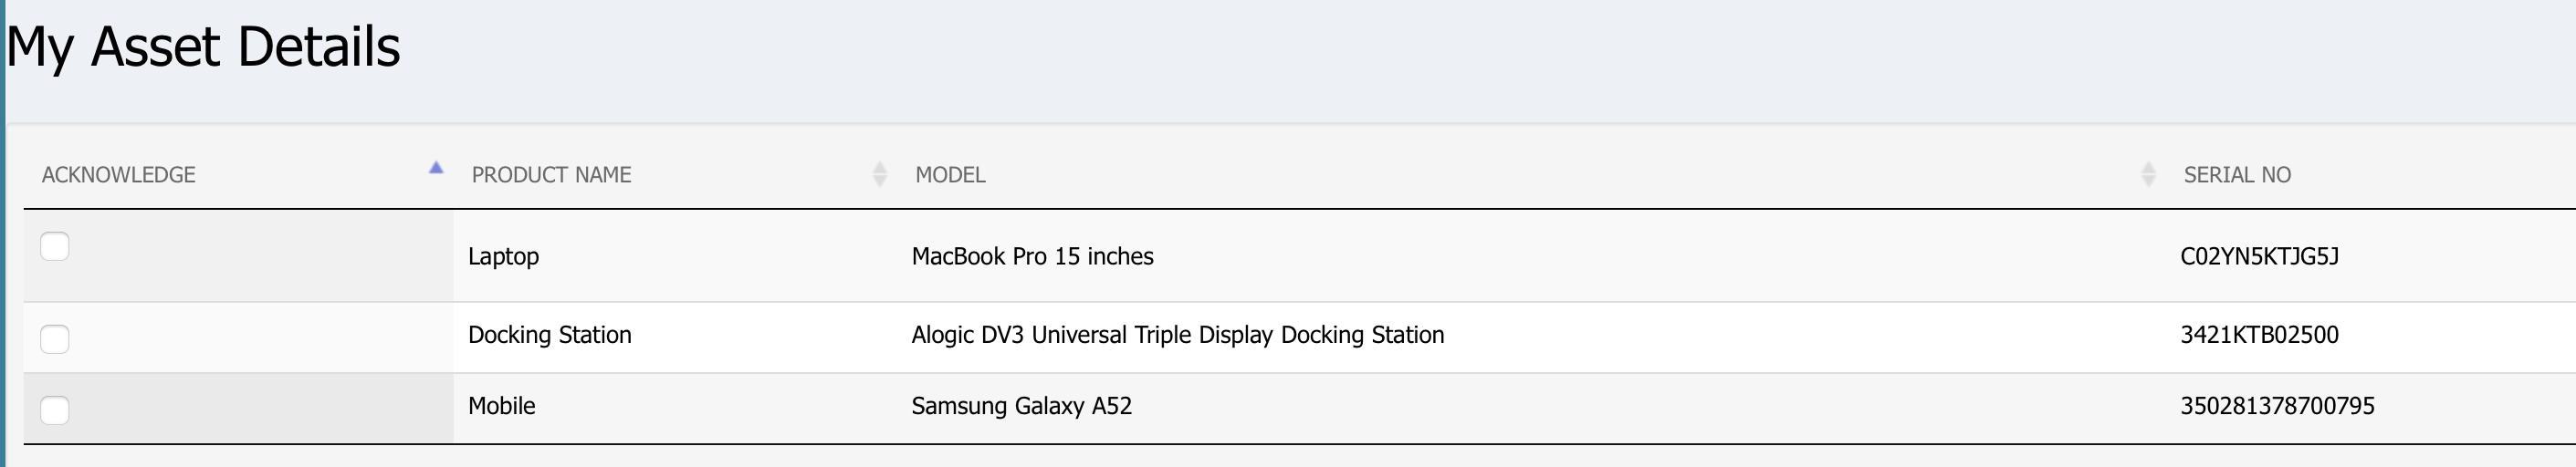 My Asset Details
ACKNOWLEDGE PRODUCT NAME MODEL SERIAL NO
Laptop MacBook Pro 15 inches C02YN5KTJG5J
Docking Station Alogic DV3 Universal Triple Display Docking Station 3421KTB02500
Mobile Samsung Galaxy A52 350281378700795